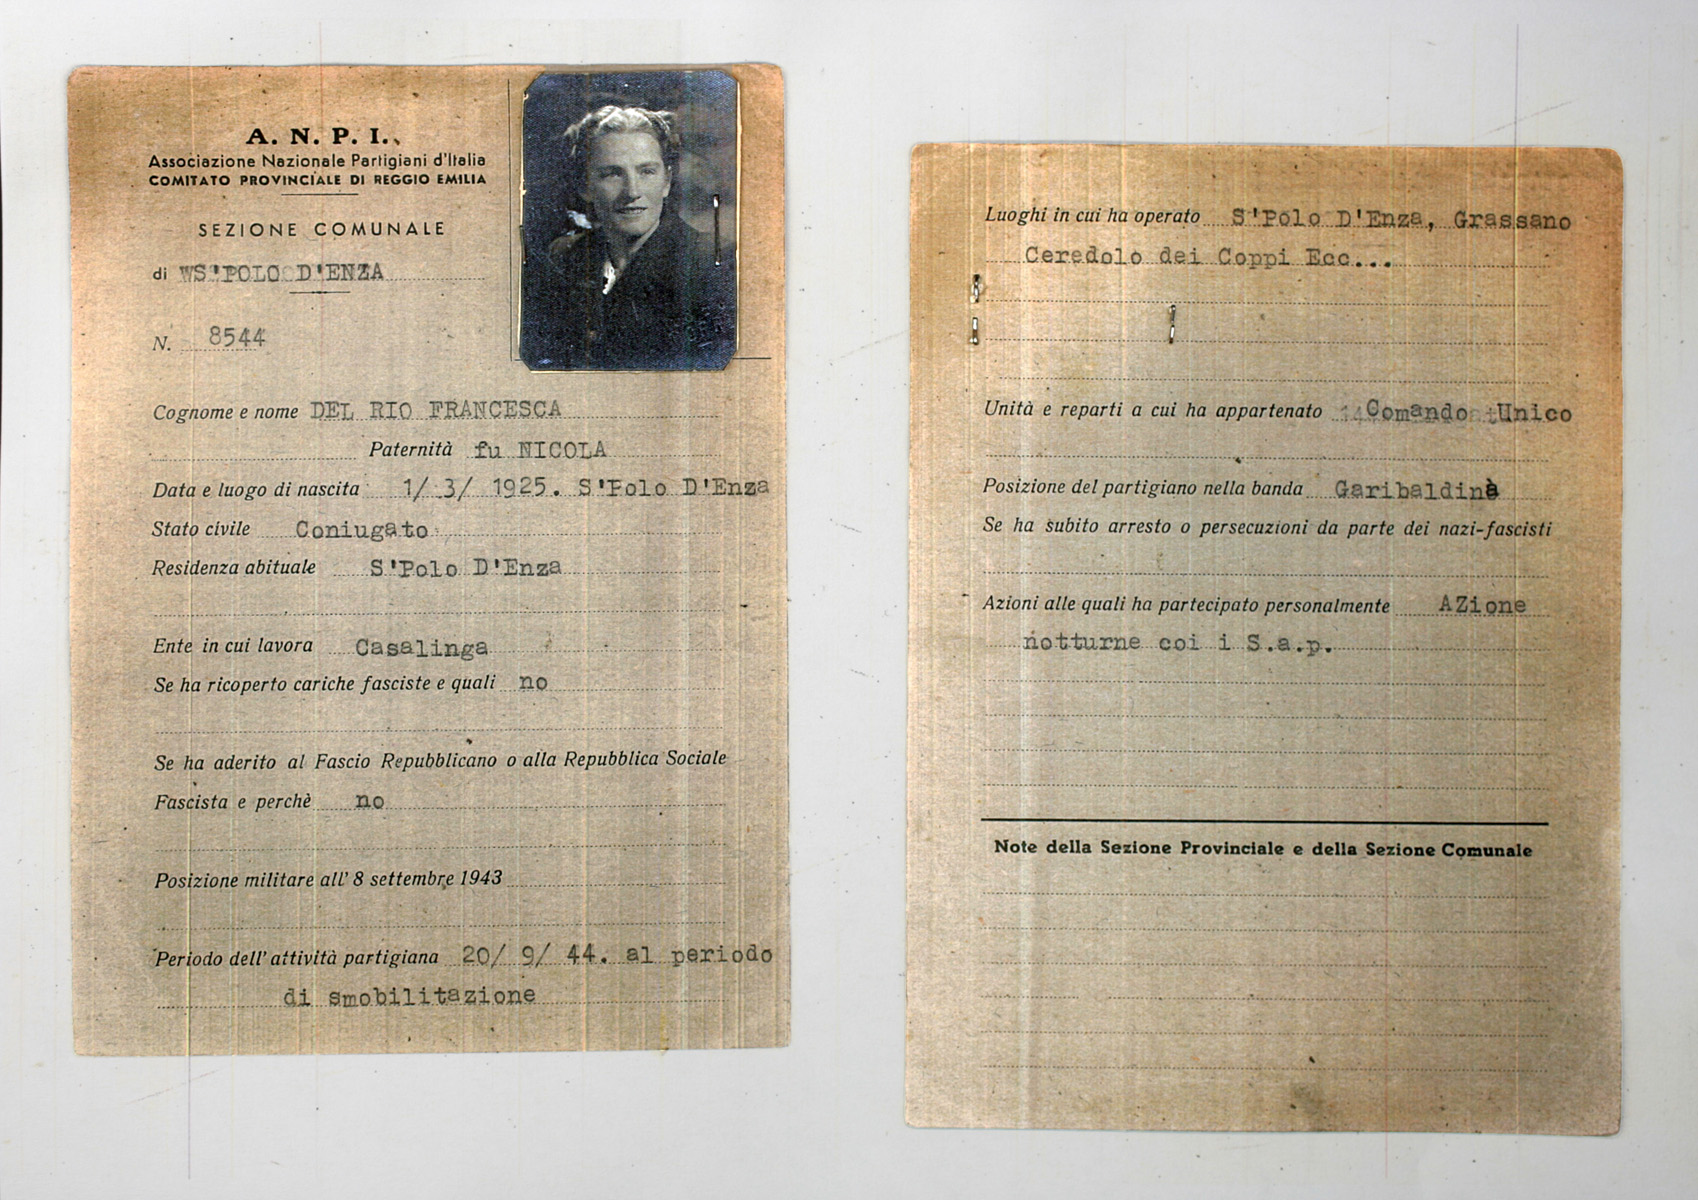 A. N. P. I.
Associazione Nazionale Partigiani d'Italia
COMITATO PROVINCIALE DI REGGIO EMILIA
SEZIONE COMUNALE
di S'POLO D'ENZA
N. 8544
Cognome e nome DEL RIO FRANCESCA
Paternità fu NICOLA
Data e luogo di nascita 1/ 3/ 1925. S'Polo D'Enza
Stato civile Coniugato
Residenza abituale S'Polo D'Enza
Ente in cui lavora Casalinga
Se ha ricoperto cariche fasciste e quali no
Se ha aderito al Fascio Repubblicano o alla Repubblica Sociale
Fascista e perchè no
Posizione militare all' 8 settembre 1943
Periodo dell' attività partigiana 20/ 9/ 44. al periodo
di smobilitazione
Luoghi in cui ha operato S'Polo D'Enza, Grassano
Ceredolo dei Coppi Ecc...
Unità e reparti a cui ha appartenato Comando Unico
Posizione del partigiano nella banda Garibaldina
Se ha subito arresto o persecuzioni da parte dei nazi-fascisti
Azioni alle quali ha partecipato personalmente AZione
notturne coi i S.a.p.
Note della Sezione Provinciale e della Sezione Comunale